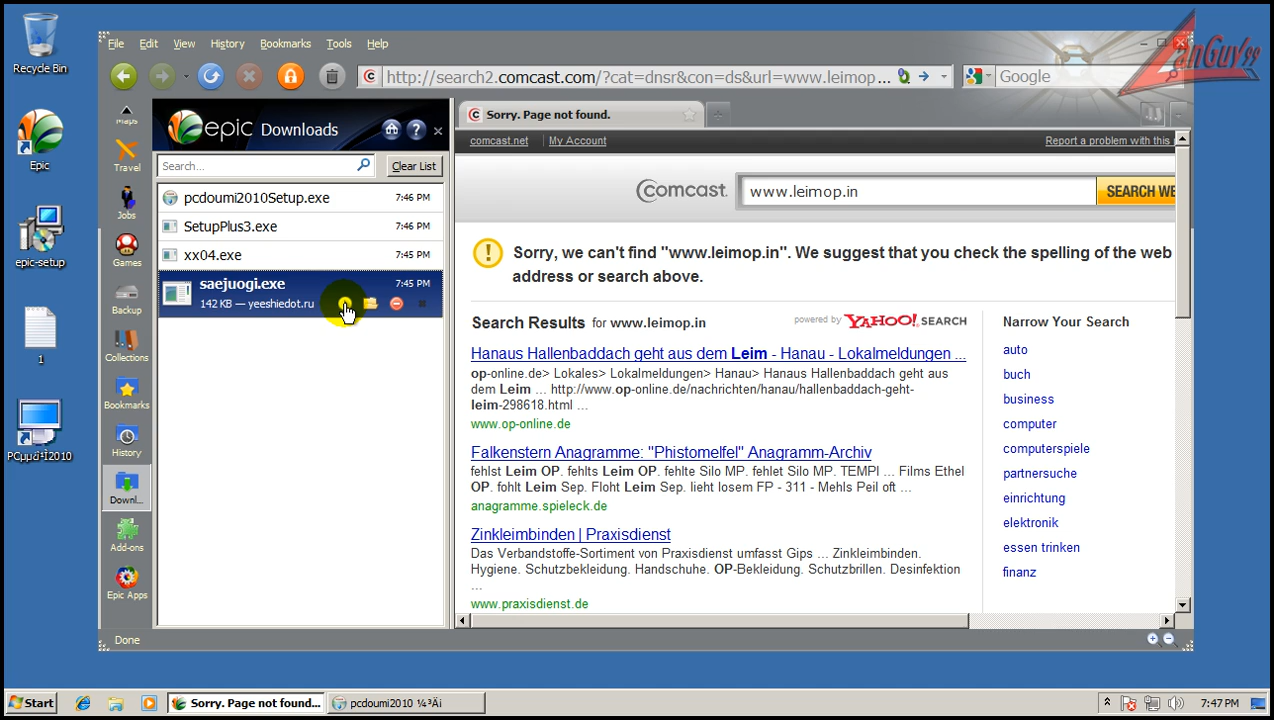 Recycle Bin
Epic
epic-setup
1
File Edit View History Bookmarks Tools Help
http://search2.comcast.com/?cat=dnsr&con=ds&url=www.leimop...
Google
Maps
Travel
Jobs
Games
Backup
Collections
Bookmarks
History
Downl...
Add-ons
Epic Apps
epic Downloads
Search...
Clear List
pcdoumi2010Setup.exe 7:46 PM
SetupPlus3.exe 7:46 PM
xx04.exe 7:45 PM
saejuogi.exe 7:45 PM
142 KB — yeeshiedot.ru
Sorry. Page not found.
comcast.net My Account
Report a problem with this
comcast.
www.leimop.in
SEARCH WE
Sorry, we can't find "www.leimop.in". We suggest that you check the spelling of the web
address or search above.
Search Results for www.leimop.in
powered by YAHOO! SEARCH
Hanaus Hallenbaddach geht aus dem Leim - Hanau - Lokalmeldungen ...
op-online.de> Lokales> Lokalmeldungen> Hanau> Hanaus Hallenbaddach geht aus
dem Leim ... http://www.op-online.de/nachrichten/hanau/hallenbaddach-geht-
leim-298618.html ...
www.op-online.de
Falkenstern Anagramme: "Phistomelfel" Anagramm-Archiv
fehlst Leim OP. fehlts Leim OP. fehlte Silo MP. fehlet Silo MP. TEMPI ... Films Ethel
OP. fohlt Leim Sep. Floht Leim Sep. lieht losem FP - 311 - Mehls Peil oft ...
anagramme.spieleck.de
Zinkleimbinden | Praxisdienst
Das Verbandstoffe-Sortiment von Praxisdienst umfasst Gips ... Zinkleimbinden.
Hygiene. Schutzbekleidung. Handschuhe. OP-Bekleidung. Schutzbrillen. Desinfektion
...
www.praxisdienst.de
Narrow Your Search
auto
buch
business
computer
computerspiele
partnersuche
einrichtung
elektronik
essen trinken
finanz
Done
Start
Sorry. Page not found...
pcdoumi2010 ¼³Äi
7:47 PM